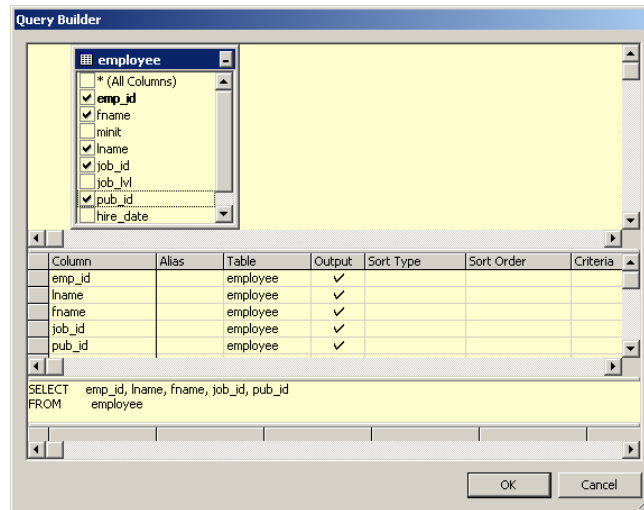 Query Builder
employee
* (All Columns)
emp_id
fname
minit
lname
job_id
job_lvl
pub_id
hire_date
Column Alias Table Output Sort Type Sort Order Criteria
emp_id employee
lname employee
fname employee
job_id employee
pub_id employee
SELECT emp_id, lname, fname, job_id, pub_id
FROM employee
OK Cancel